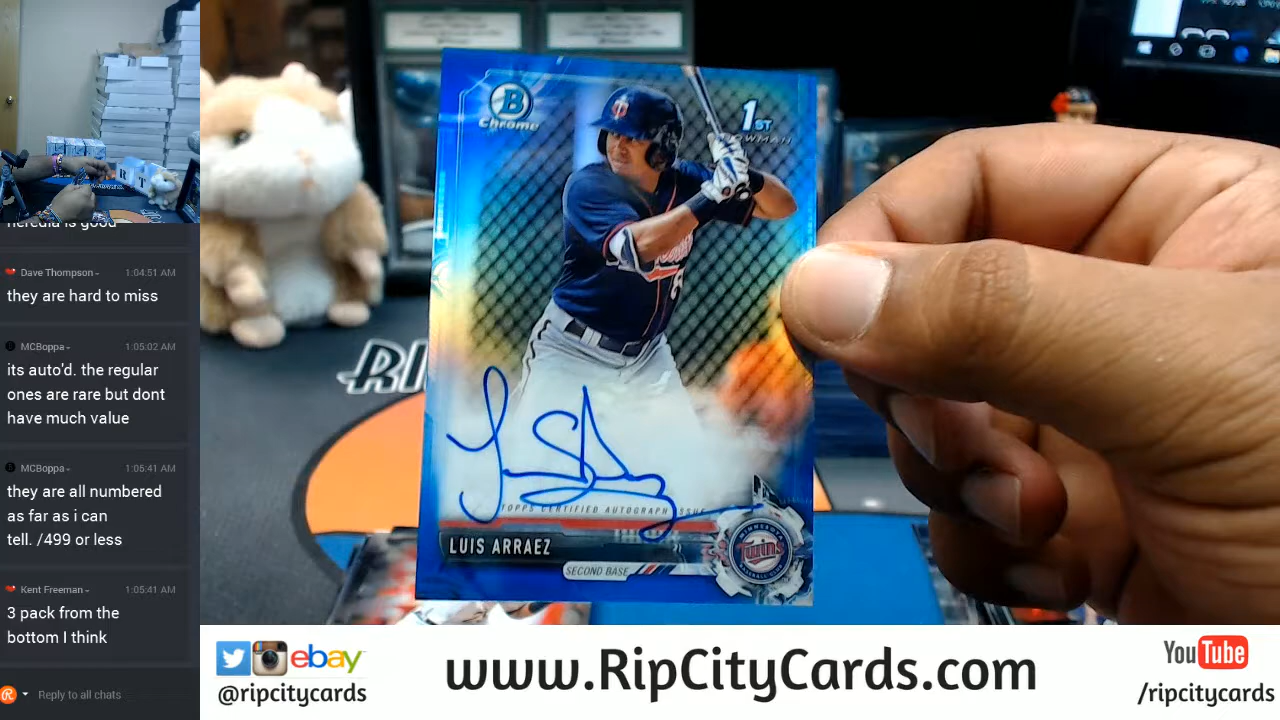 heredia is good
Dave Thompson
1:04:51 AM
they are hard to miss
MCBoppa
1:05:02 AM
its auto'd. the regular
ones are rare but dont
have much value
MCBoppa
1:05:41 AM
they are all numbered
as far as i can
tell. /499 or less
Kent Freeman
1:05:41 AM
3 pack from the
bottom I think
Reply to all chats
B
Chrome
1ST
BOWMAN
TOPPS CERTIFIED AUTOGRAPH ISSUE
LUIS ARRAEZ
SECOND BASE
MINNESOTA
Twins
BASEBALL CLUB
RI
ebay
@ripcitycards
www.RipCityCards.com
YouTube
/ripcitycards